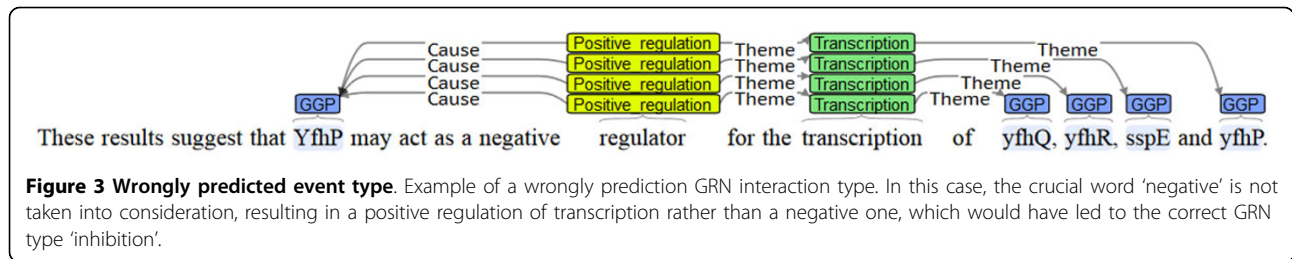 Cause Positive regulation Theme Transcription Theme
Cause Positive regulation Theme Transcription Theme
Cause Positive regulation Theme Transcription Theme
GGP Cause Positive regulation Theme Transcription Theme GGP GGP GGP GGP
These results suggest that YfhP may act as a negative regulator for the transcription of yfhQ, yfhR, sspE and yfhP.
Figure 3 Wrongly predicted event type. Example of a wrongly prediction GRN interaction type. In this case, the crucial word ‘negative’ is not
taken into consideration, resulting in a positive regulation of transcription rather than a negative one, which would have led to the correct GRN
type ‘inhibition’.